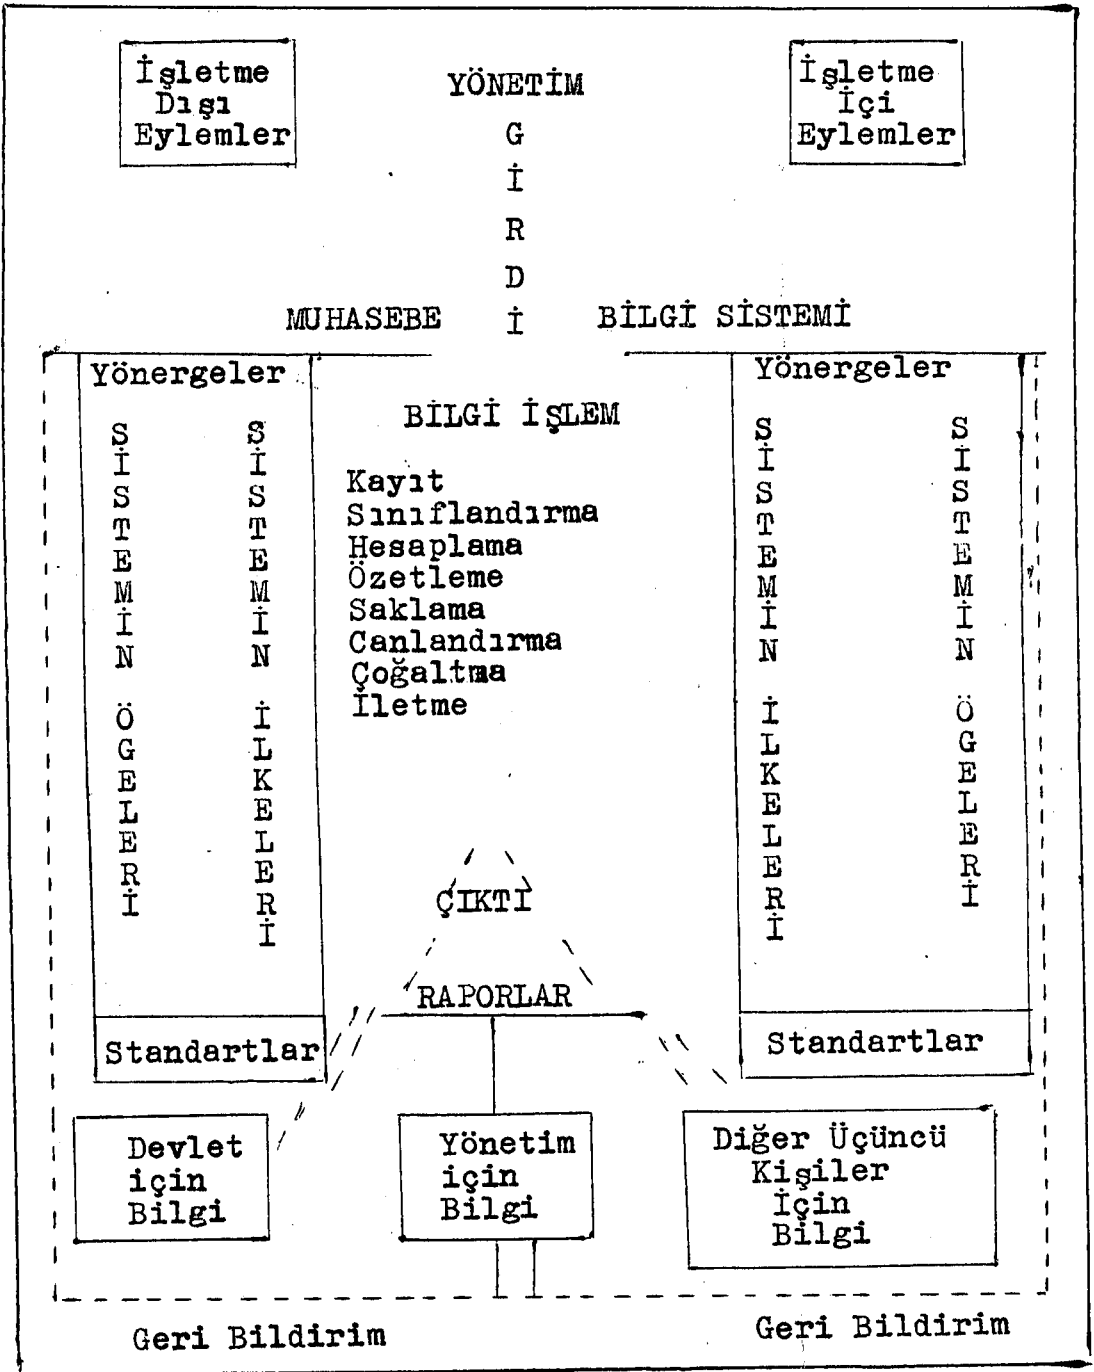 İşletme
Dışı
Eylemler
YÖNETİM
İşletme
İçi
Eylemler
GİRDİ
MUHASEBE BİLGİ SİSTEMİ
Yönergeler
SİSTEMİN ÖGELERİ
SİSTEMİN İLKELERİ
Standartlar
BİLGİ İŞLEM
Kayıt
Sınıflandırma
Hesaplama
Özetleme
Saklama
Canlandırma
Çoğaltma
İletme
ÇIKTI
RAPORLAR
Yönergeler
SİSTEMİN İLKELERİ
SİSTEMİN ÖGELERİ
Standartlar
Devlet
için
Bilgi
Yönetim
için
Bilgi
Diğer Üçüncü
Kişiler
İçin
Bilgi
Geri Bildirim
Geri Bildirim